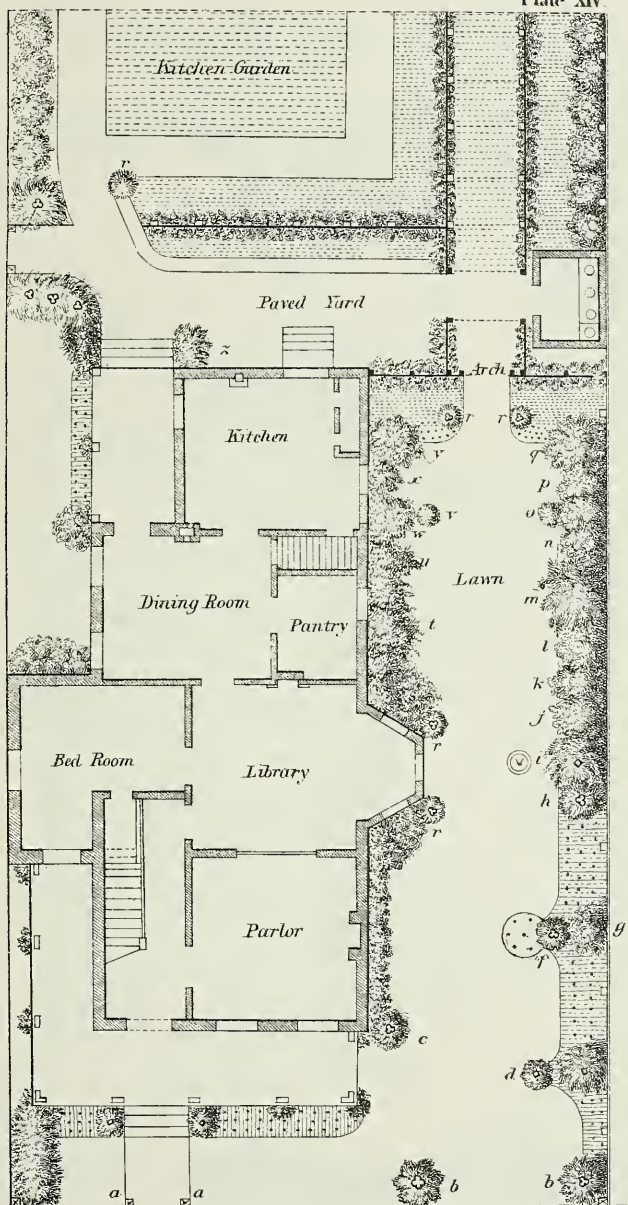 Plate XIV.
Kitchen Garden
r
Paved Yard
z
Arch
r r
Kitchen
y q
x p
v o
w n
u
Lawn
m
Dining Room
Pantry
t l
k
j
r
Bed Room
Library
i
h
r
Parlor
g
f
c
d
b b
a a